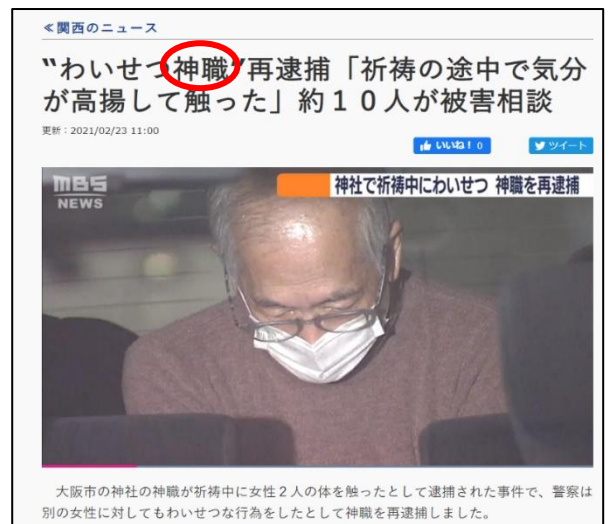 ≪関西のニュース
“わいせつ神職”再逮捕「祈祷の途中で気分
が高揚して触った」約１０人が被害相談
更新：2021/02/23 11:00
いいね！ 0
ツイート
MBS
NEWS
神社で祈祷中にわいせつ 神職を再逮捕
大阪市の神社の神職が祈祷中に女性２人の体を触ったとして逮捕された事件で、警察は
別の女性に対してもわいせつな行為をしたとして神職を再逮捕しました。